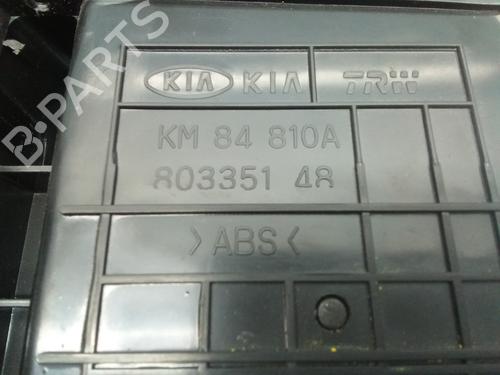 KIA KIA TRW
KM 84 810A
803351 48
>ABS<
B-PARTS